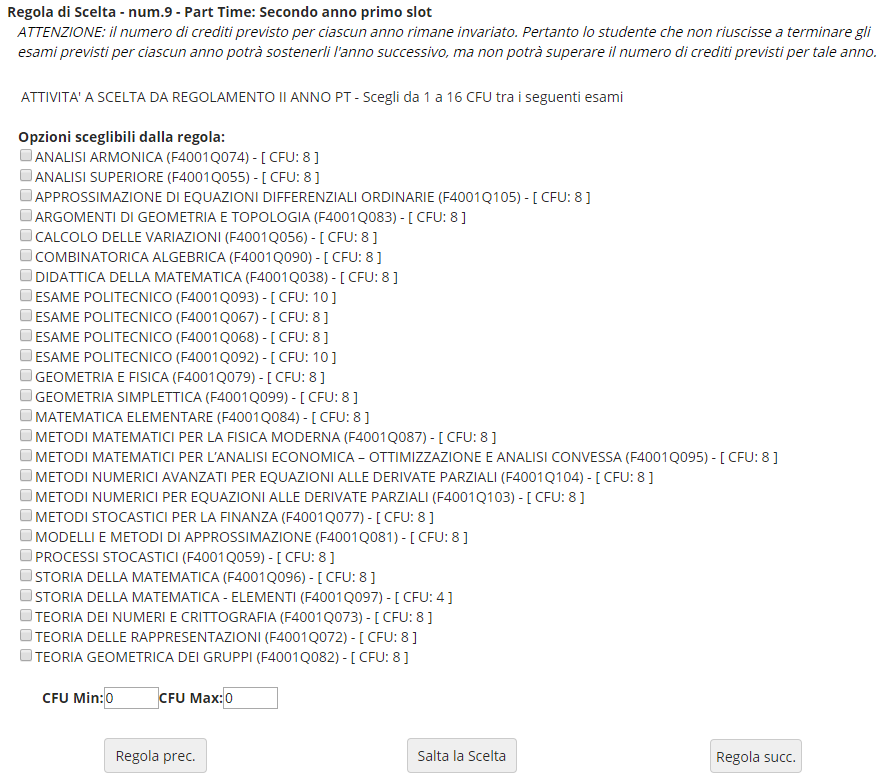 Regola di Scelta - num.9 - Part Time: Secondo anno primo slot
ATTENZIONE: il numero di crediti previsto per ciascun anno rimane invariato. Pertanto lo studente che non riuscisse a terminare gli
esami previsti per ciascun anno potrà sostenerli l'anno successivo, ma non potrà superare il numero di crediti previsti per tale anno.
ATTIVITA' A SCELTA DA REGOLAMENTO II ANNO PT - Scegli da 1 a 16 CFU tra i seguenti esami
Opzioni sceglibili dalla regola:
ANALISI ARMONICA (F4001Q074) - [ CFU: 8 ]
ANALISI SUPERIORE (F4001Q055) - [ CFU: 8 ]
APPROSSIMAZIONE DI EQUAZIONI DIFFERENZIALI ORDINARIE (F4001Q105) - [ CFU: 8 ]
ARGOMENTI DI GEOMETRIA E TOPOLOGIA (F4001Q083) - [ CFU: 8 ]
CALCOLO DELLE VARIAZIONI (F4001Q056) - [ CFU: 8 ]
COMBINATORICA ALGEBRICA (F4001Q090) - [ CFU: 8 ]
DIDATTICA DELLA MATEMATICA (F4001Q038) - [ CFU: 8 ]
ESAME POLITECNICO (F4001Q093) - [ CFU: 10 ]
ESAME POLITECNICO (F4001Q067) - [ CFU: 8 ]
ESAME POLITECNICO (F4001Q068) - [ CFU: 8 ]
ESAME POLITECNICO (F4001Q092) - [ CFU: 10 ]
GEOMETRIA E FISICA (F4001Q079) - [ CFU: 8 ]
GEOMETRIA SIMPLETTICA (F4001Q099) - [ CFU: 8 ]
MATEMATICA ELEMENTARE (F4001Q084) - [ CFU: 8 ]
METODI MATEMATICI PER LA FISICA MODERNA (F4001Q087) - [ CFU: 8 ]
METODI MATEMATICI PER L'ANALISI ECONOMICA – OTTIMIZZAZIONE E ANALISI CONVESSA (F4001Q095) - [ CFU: 8 ]
METODI NUMERICI AVANZATI PER EQUAZIONI ALLE DERIVATE PARZIALI (F4001Q104) - [ CFU: 8 ]
METODI NUMERICI PER EQUAZIONI ALLE DERIVATE PARZIALI (F4001Q103) - [ CFU: 8 ]
METODI STOCASTICI PER LA FINANZA (F4001Q077) - [ CFU: 8 ]
MODELLI E METODI DI APPROSSIMAZIONE (F4001Q081) - [ CFU: 8 ]
PROCESSI STOCASTICI (F4001Q059) - [ CFU: 8 ]
STORIA DELLA MATEMATICA (F4001Q096) - [ CFU: 8 ]
STORIA DELLA MATEMATICA - ELEMENTI (F4001Q097) - [ CFU: 4 ]
TEORIA DEI NUMERI E CRITTOGRAFIA (F4001Q073) - [ CFU: 8 ]
TEORIA DELLE RAPPRESENTAZIONI (F4001Q072) - [ CFU: 8 ]
TEORIA GEOMETRICA DEI GRUPPI (F4001Q082) - [ CFU: 8 ]
CFU Min: 0 CFU Max: 0
Regola prec. Salta la Scelta Regola succ.